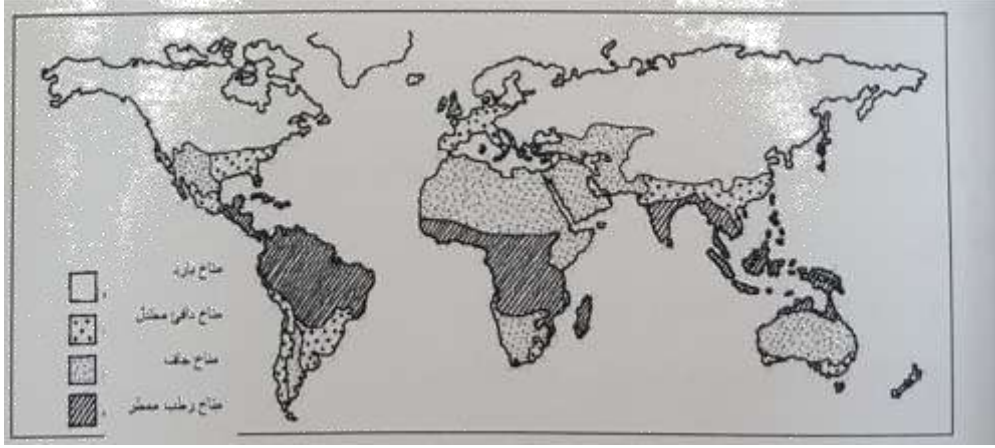 مناخ بارد
مناخ دافئ معتدل
مناخ جاف
مناخ رطب ممطر